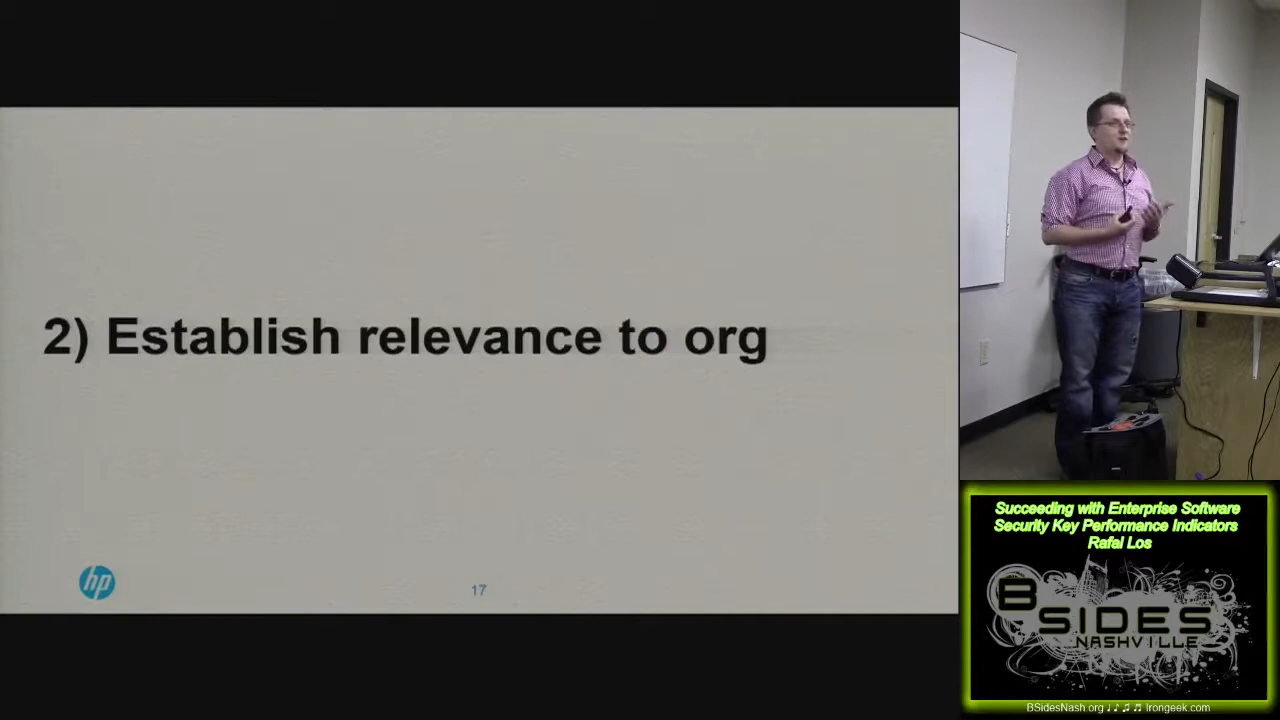 2) Establish relevance to org
hp
17
Succeeding with Enterprise Software
Security Key Performance Indicators
Rafal Los
BSIDES
NASHVILLE
BSidesNash.org ♩ ♪ ♫ ♬ Irongeek.com